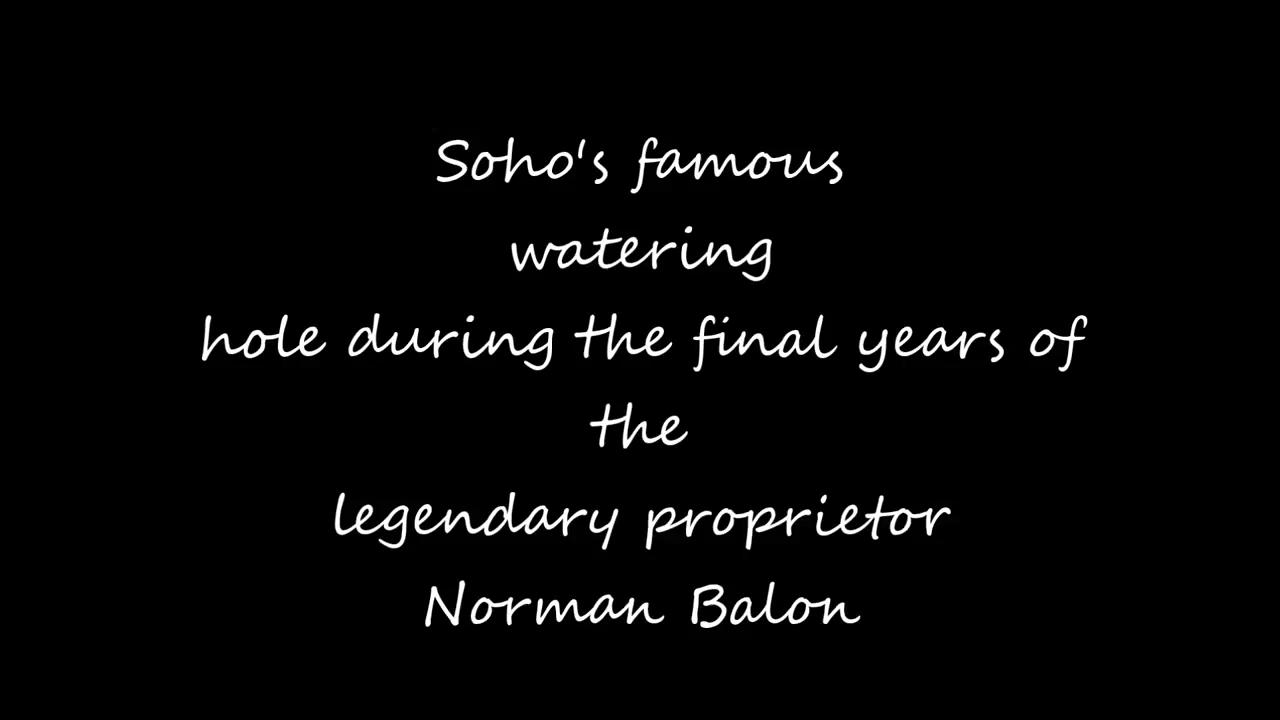 Soho's famous
watering
hole during the final years of
the
legendary proprietor
Norman Balon